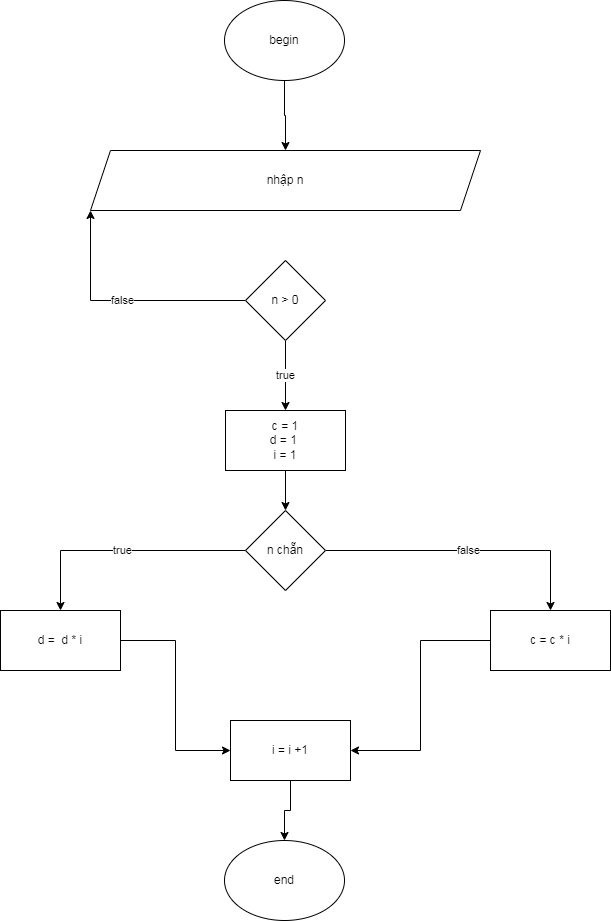 begin
nhập n
n > 0
false
true
c = 1
d = 1
i = 1
n chẵn
true
false
d = d * i
c = c * i
i = i +1
end